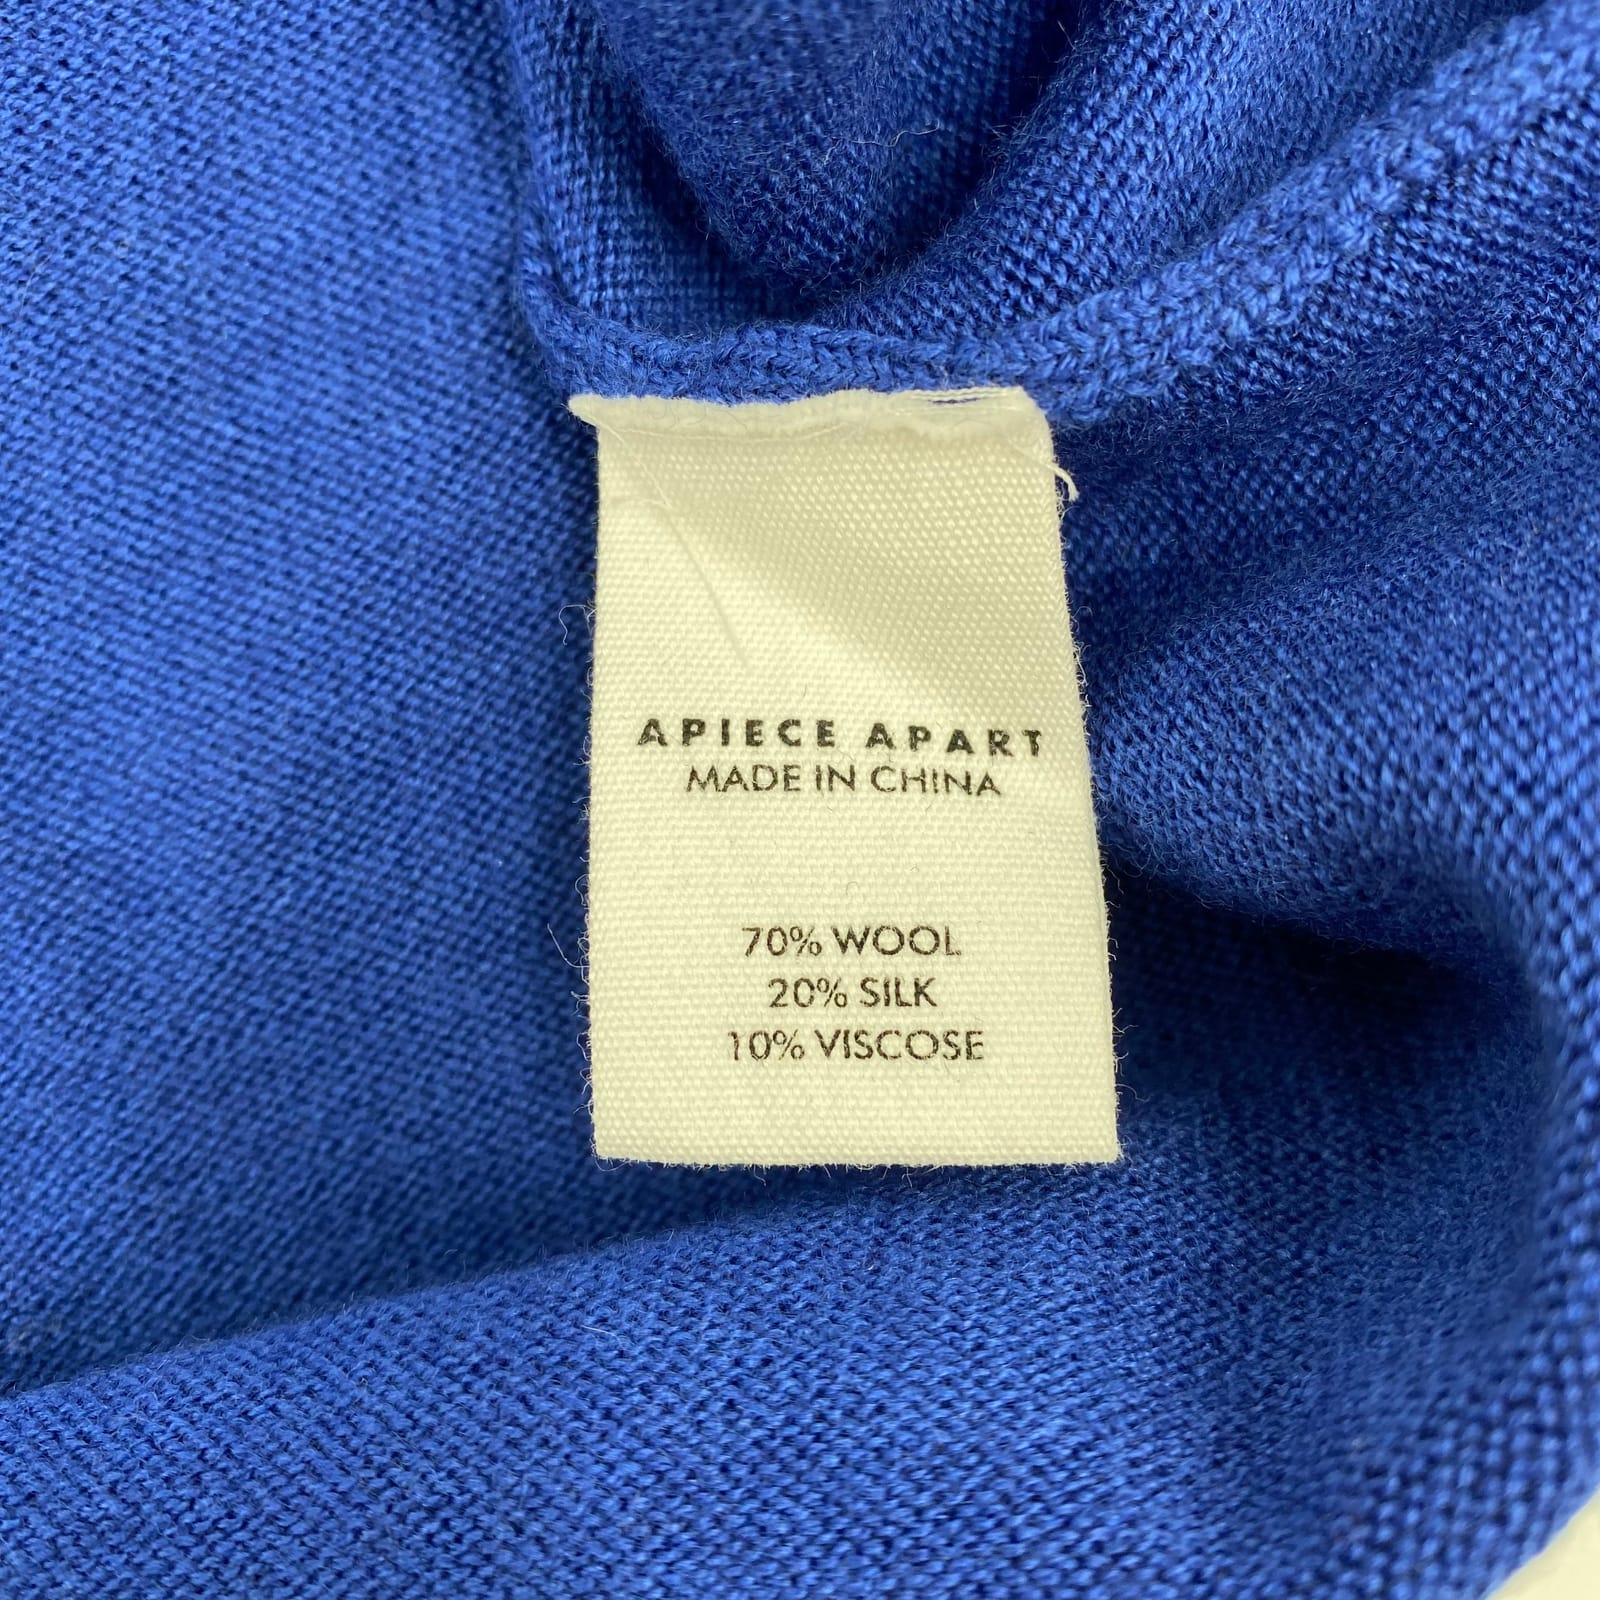 APIECE APART
MADE IN CHINA
70% WOOL
20% SILK
10% VISCOSE